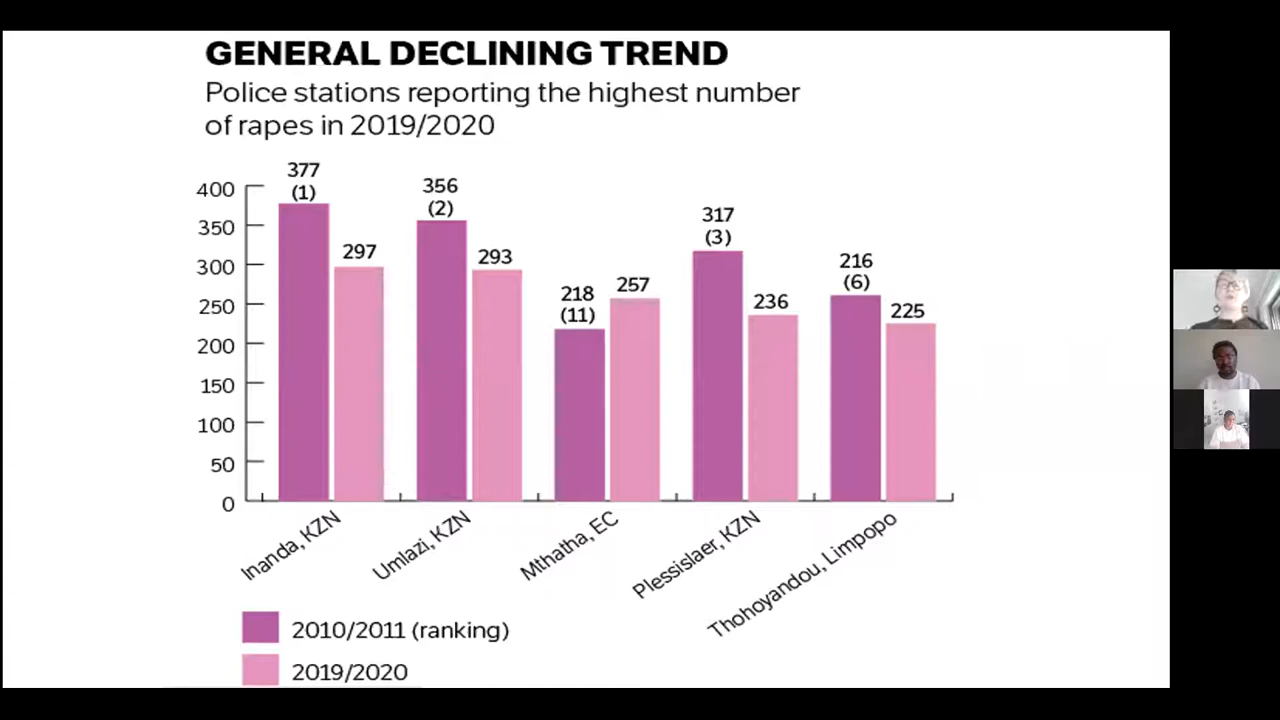 GENERAL DECLINING TREND
Police stations reporting the highest number
of rapes in 2019/2020
400
350
300
250
200
150
100
50
0
377
(1)
297
356
(2)
293
218
(11)
257
317
(3)
236
216
(6)
225
Inanda, KZN
Umlazi, KZN
Mthatha, EC
Plessislaer, KZN
Thohoyandou, Limpopo
2010/2011 (ranking)
2019/2020